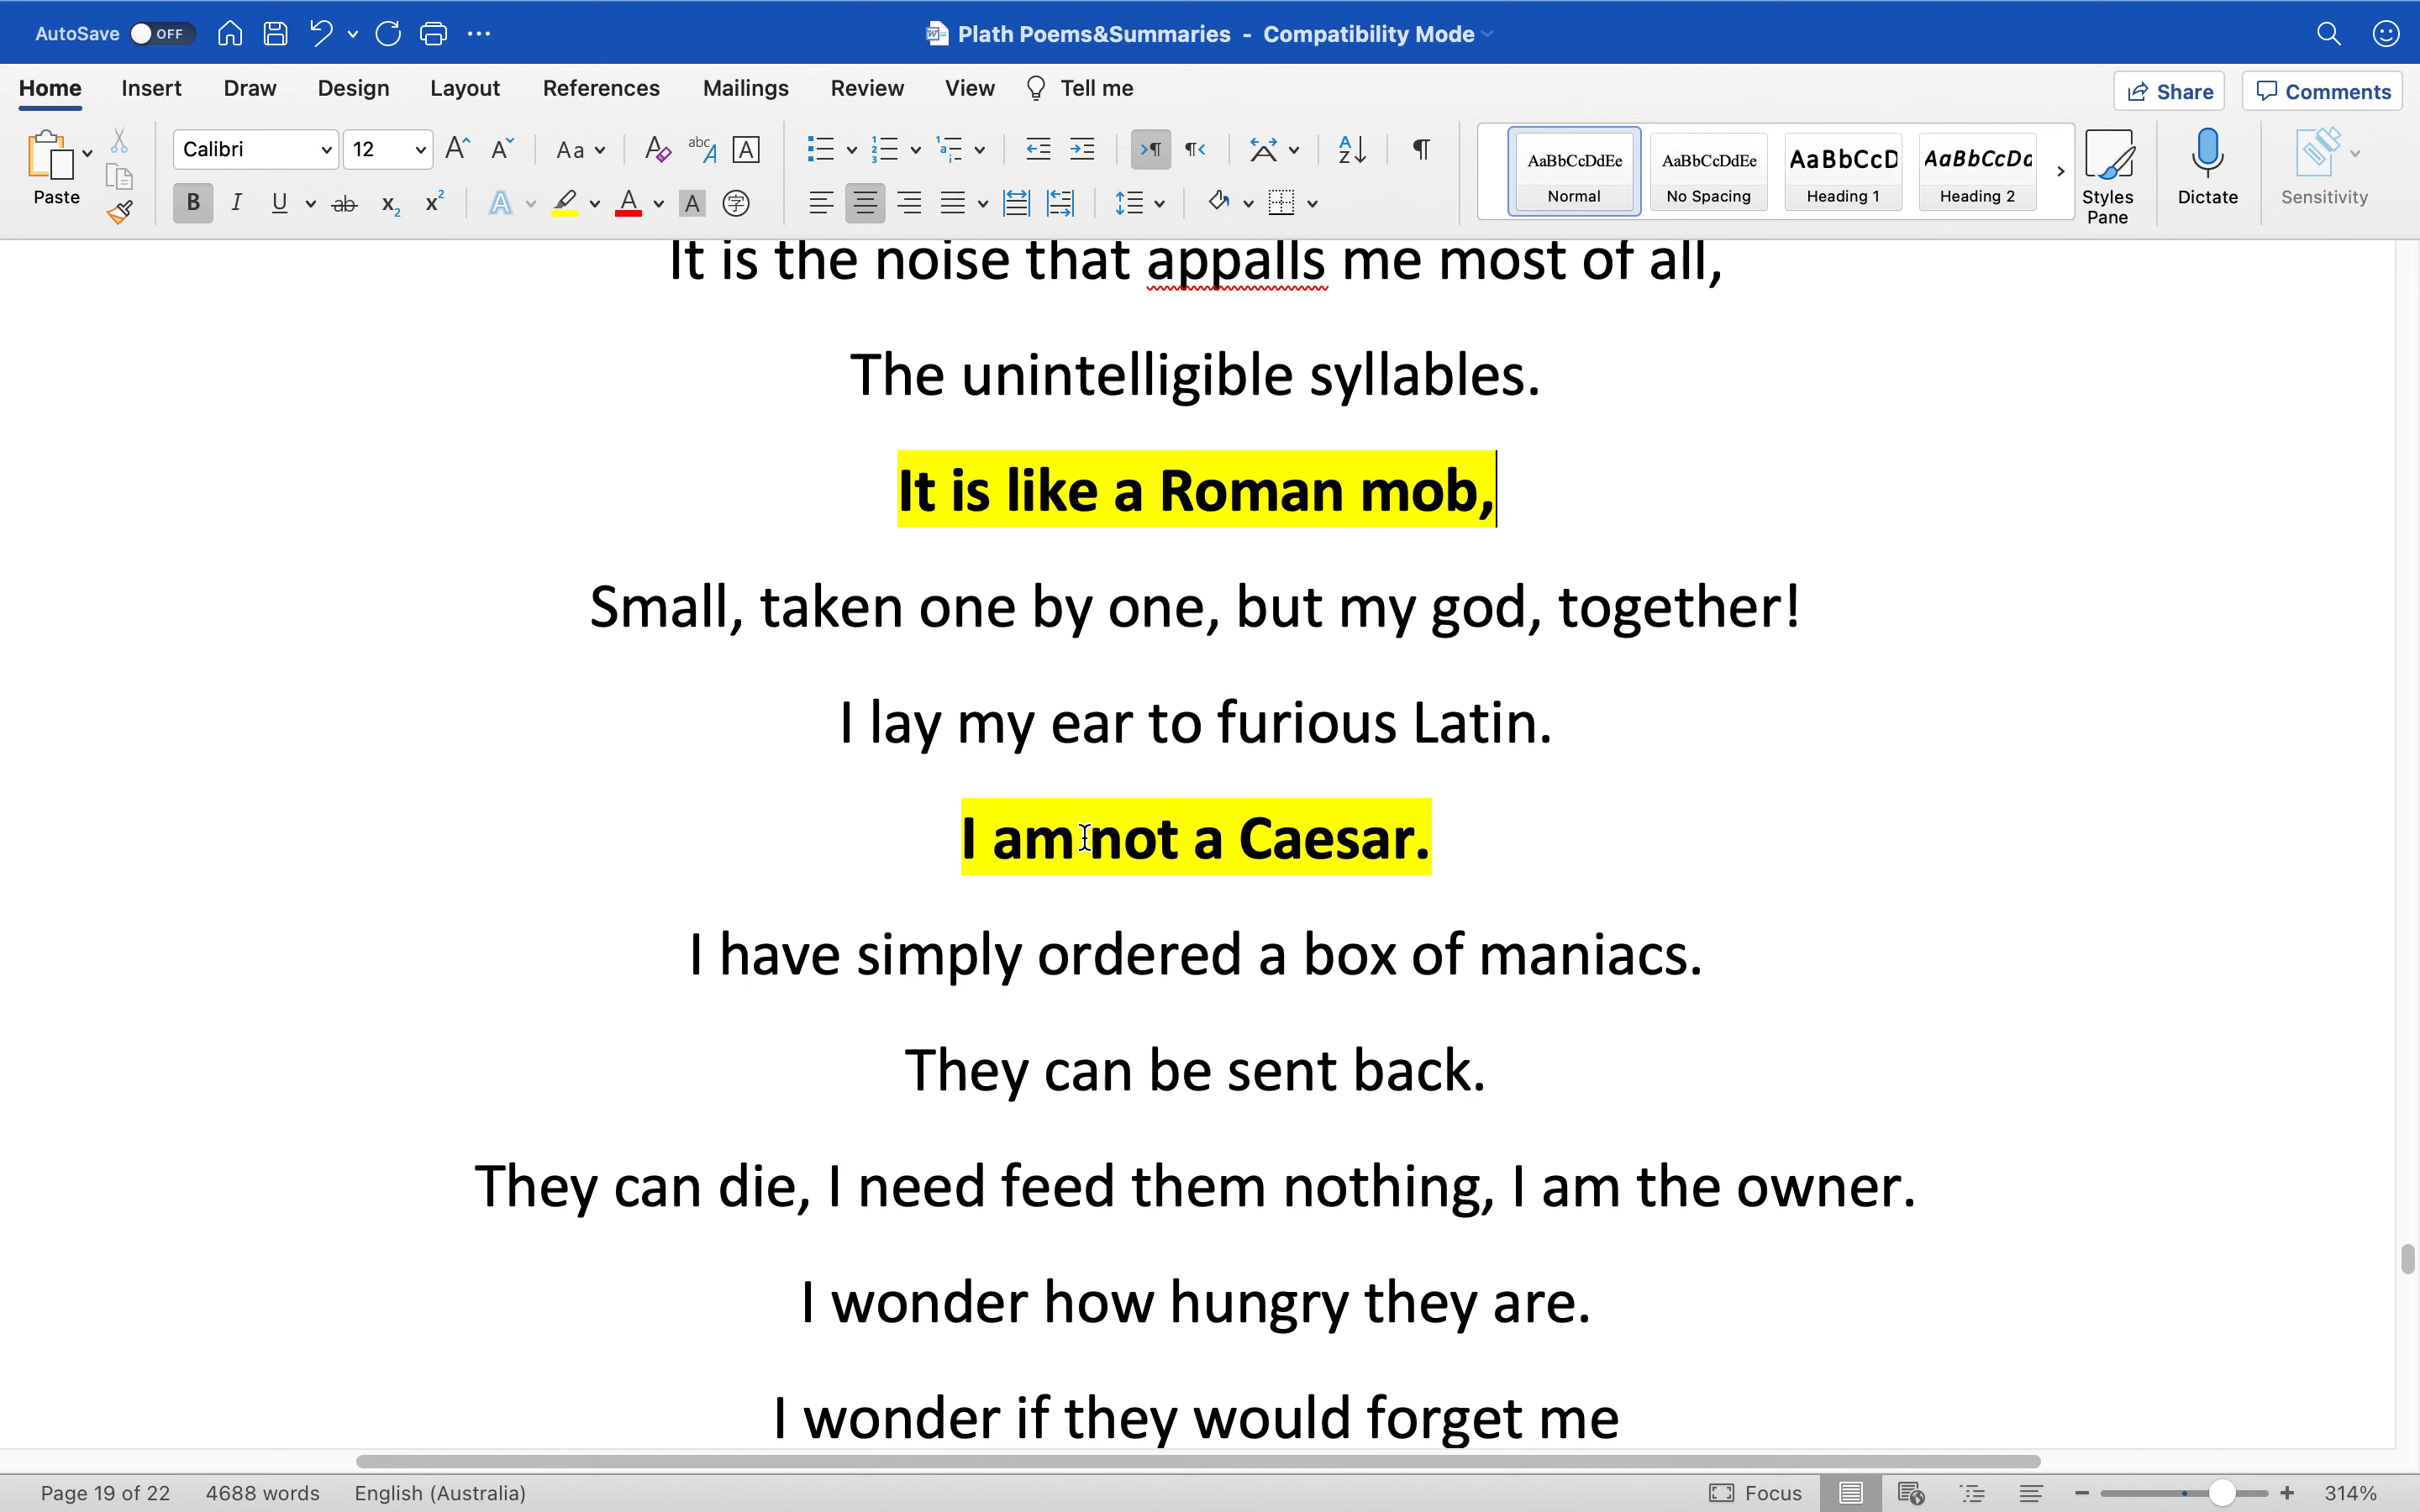 AutoSave OFF
Plath Poems&Summaries - Compatibility Mode
Home Insert Draw Design Layout References Mailings Review View Tell me Share Comments
Paste Calibri 12
AaBbCcDdEe AaBbCcDdEe AaBbCcD AaBbCcDd
Normal No Spacing Heading 1 Heading 2
Styles Pane Dictate Sensitivity
It is the noise that appalls me most of all,
The unintelligible syllables.
It is like a Roman mob,
Small, taken one by one, but my god, together!
I lay my ear to furious Latin.
I am not a Caesar.
I have simply ordered a box of maniacs.
They can be sent back.
They can die, I need feed them nothing, I am the owner.
I wonder how hungry they are.
I wonder if they would forget me
Page 19 of 22 4688 words English (Australia) Focus 314%